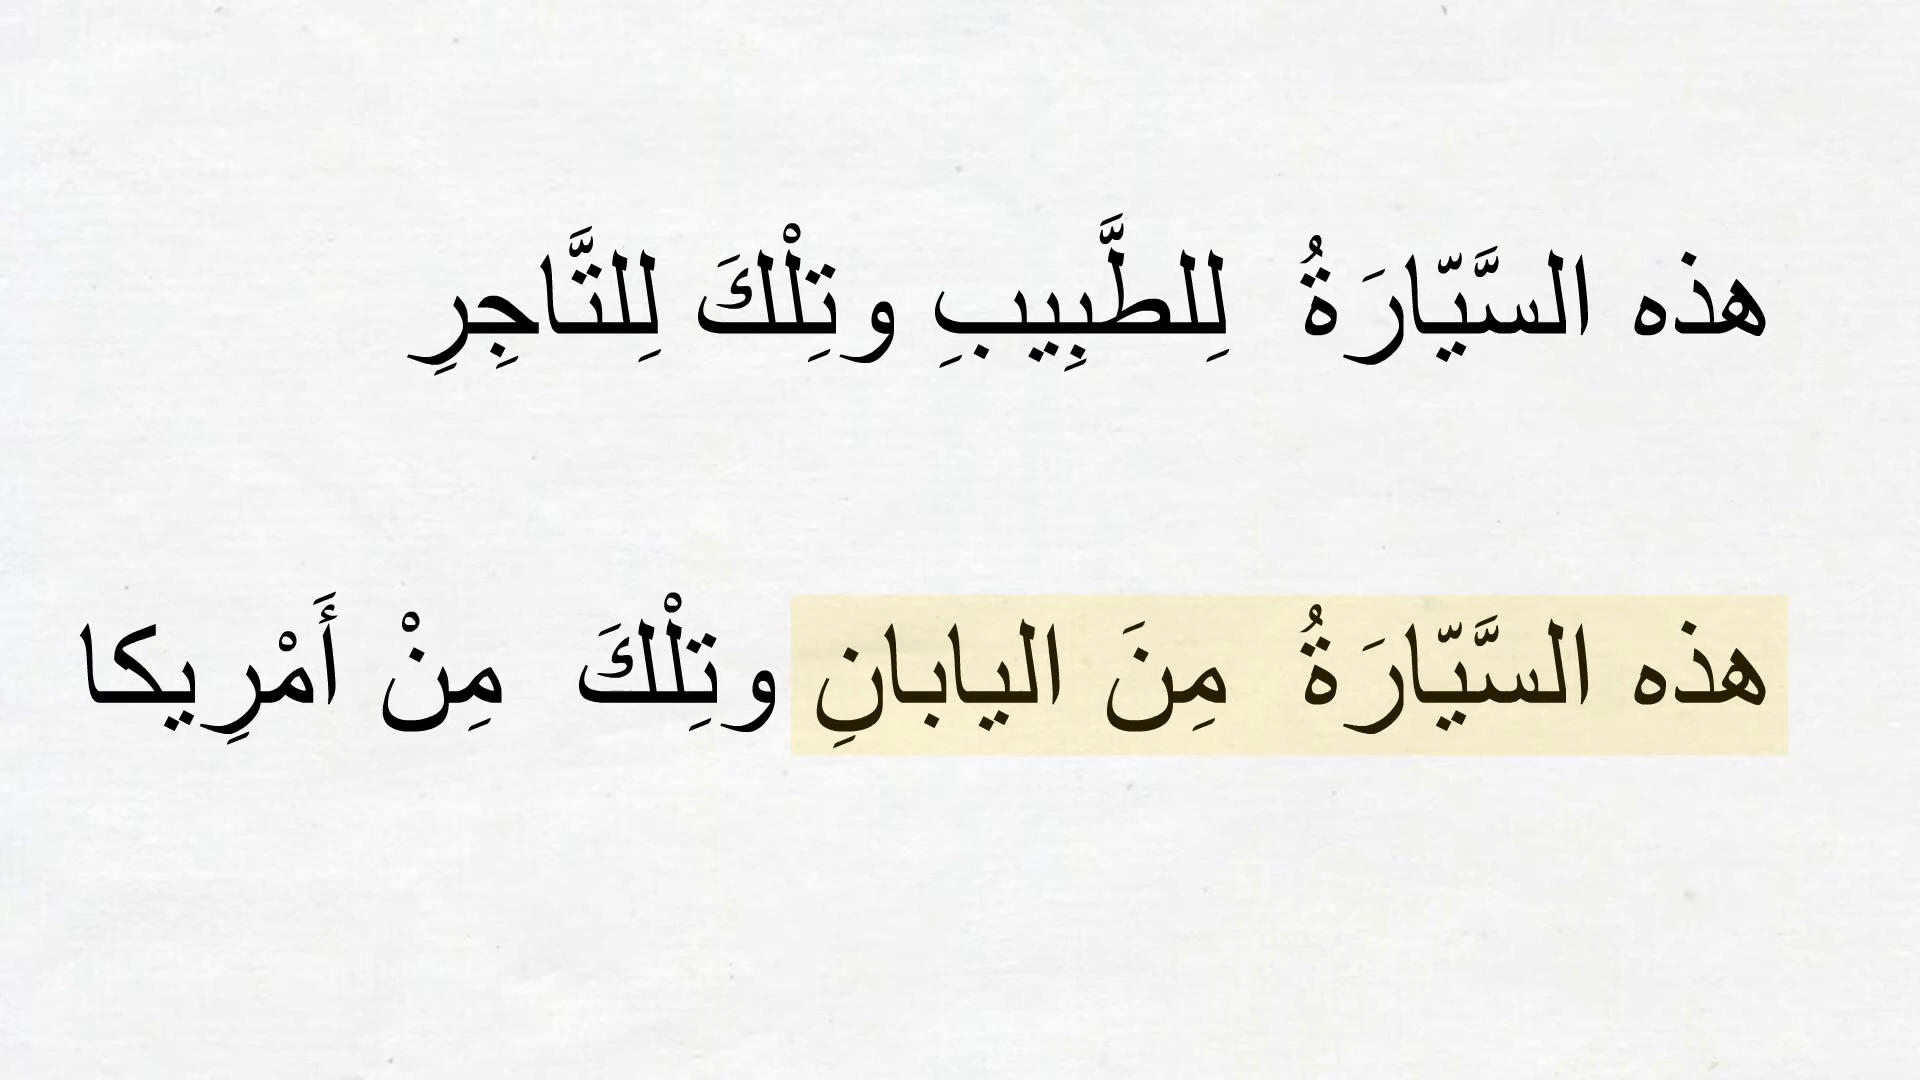 هذه السَّيّارَةُ لِلطَّبِيبِ وتِلْكَ لِلتَّاجِرِ
هذه السَّيّارَةُ مِنَ اليابانِ وتِلْكَ مِنْ أَمْرِيكا